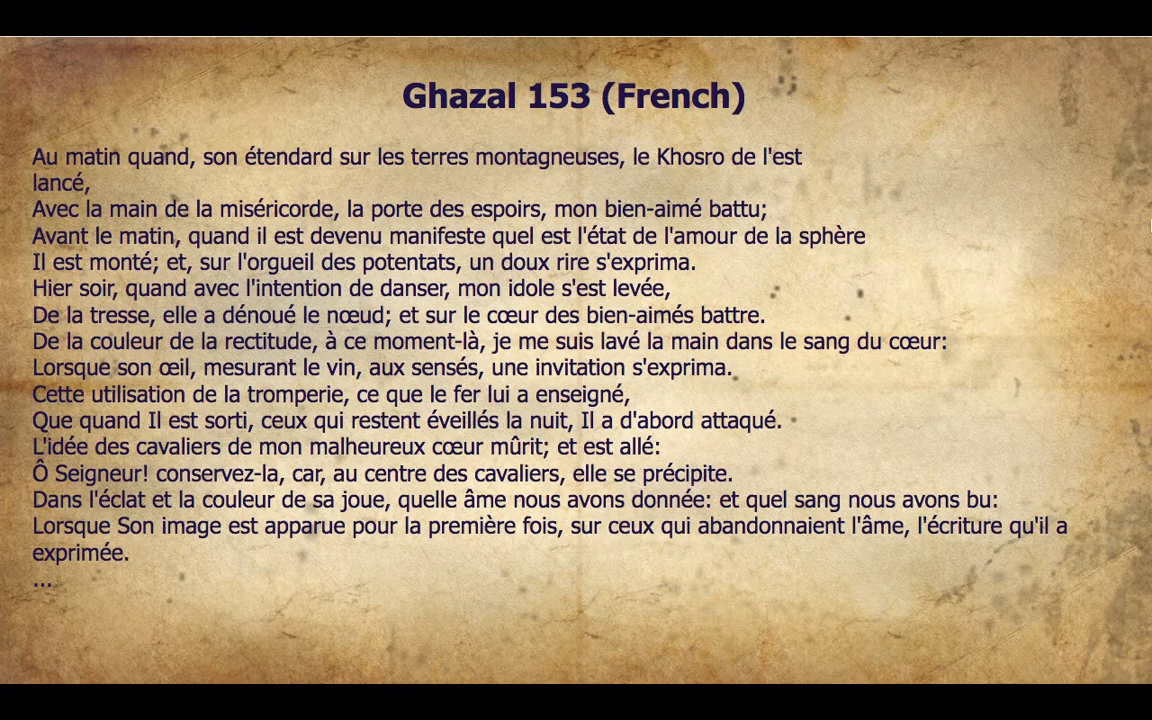 Ghazal 153 (French)
Au matin quand, son étendard sur les terres montagneuses, le Khosro de l'est
lancé,
Avec la main de la miséricorde, la porte des espoirs, mon bien-aimé battu;
Avant le matin, quand il est devenu manifeste quel est l'état de l'amour de la sphère
Il est monté; et, sur l'orgueil des potentats, un doux rire s'exprima.
Hier soir, quand avec l'intention de danser, mon idole s'est levée,
De la tresse, elle a dénoué le nœud; et sur le cœur des bien-aimés battre.
De la couleur de la rectitude, à ce moment-là, je me suis lavé la main dans le sang du cœur:
Lorsque son œil, mesurant le vin, aux sensés, une invitation s'exprima.
Cette utilisation de la tromperie, ce que le fer lui a enseigné,
Que quand Il est sorti, ceux qui restent éveillés la nuit, Il a d'abord attaqué.
L'idée des cavaliers de mon malheureux cœur mûrit; et est allé:
Ô Seigneur! conservez-la, car, au centre des cavaliers, elle se précipite.
Dans l'éclat et la couleur de sa joue, quelle âme nous avons donnée: et quel sang nous avons bu:
Lorsque Son image est apparue pour la première fois, sur ceux qui abandonnaient l'âme, l'écriture qu'il a
exprimée.
...